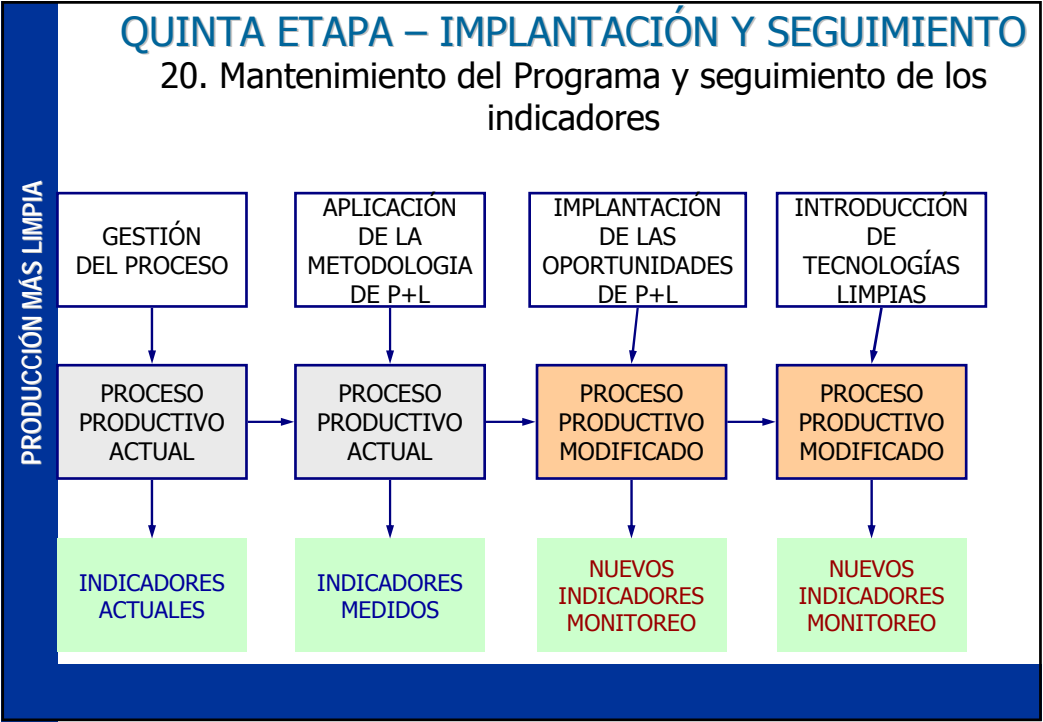 QUINTA ETAPA – IMPLANTACIÓN Y SEGUIMIENTO
20. Mantenimiento del Programa y seguimiento de los
indicadores
PRODUCCIÓN MÁS LIMPIA
GESTIÓN
DEL PROCESO
APLICACIÓN
DE LA
METODOLOGIA
DE P+L
IMPLANTACIÓN
DE LAS
OPORTUNIDADES
DE P+L
INTRODUCCIÓN
DE
TECNOLOGÍAS
LIMPIAS
PROCESO
PRODUCTIVO
ACTUAL
PROCESO
PRODUCTIVO
ACTUAL
PROCESO
PRODUCTIVO
MODIFICADO
PROCESO
PRODUCTIVO
MODIFICADO
INDICADORES
ACTUALES
INDICADORES
MEDIDOS
NUEVOS
INDICADORES
MONITOREO
NUEVOS
INDICADORES
MONITOREO